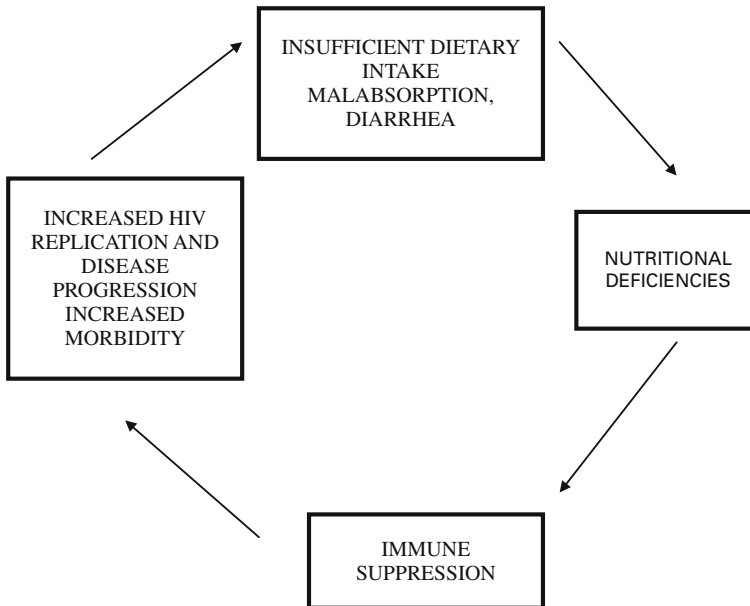 INSUFFICIENT DIETARY
INTAKE
MALABSORPTION,
DIARRHEA
NUTRITIONAL
DEFICIENCIES
IMMUNE
SUPPRESSION
INCREASED HIV
REPLICATION AND
DISEASE
PROGRESSION
INCREASED
MORBIDITY